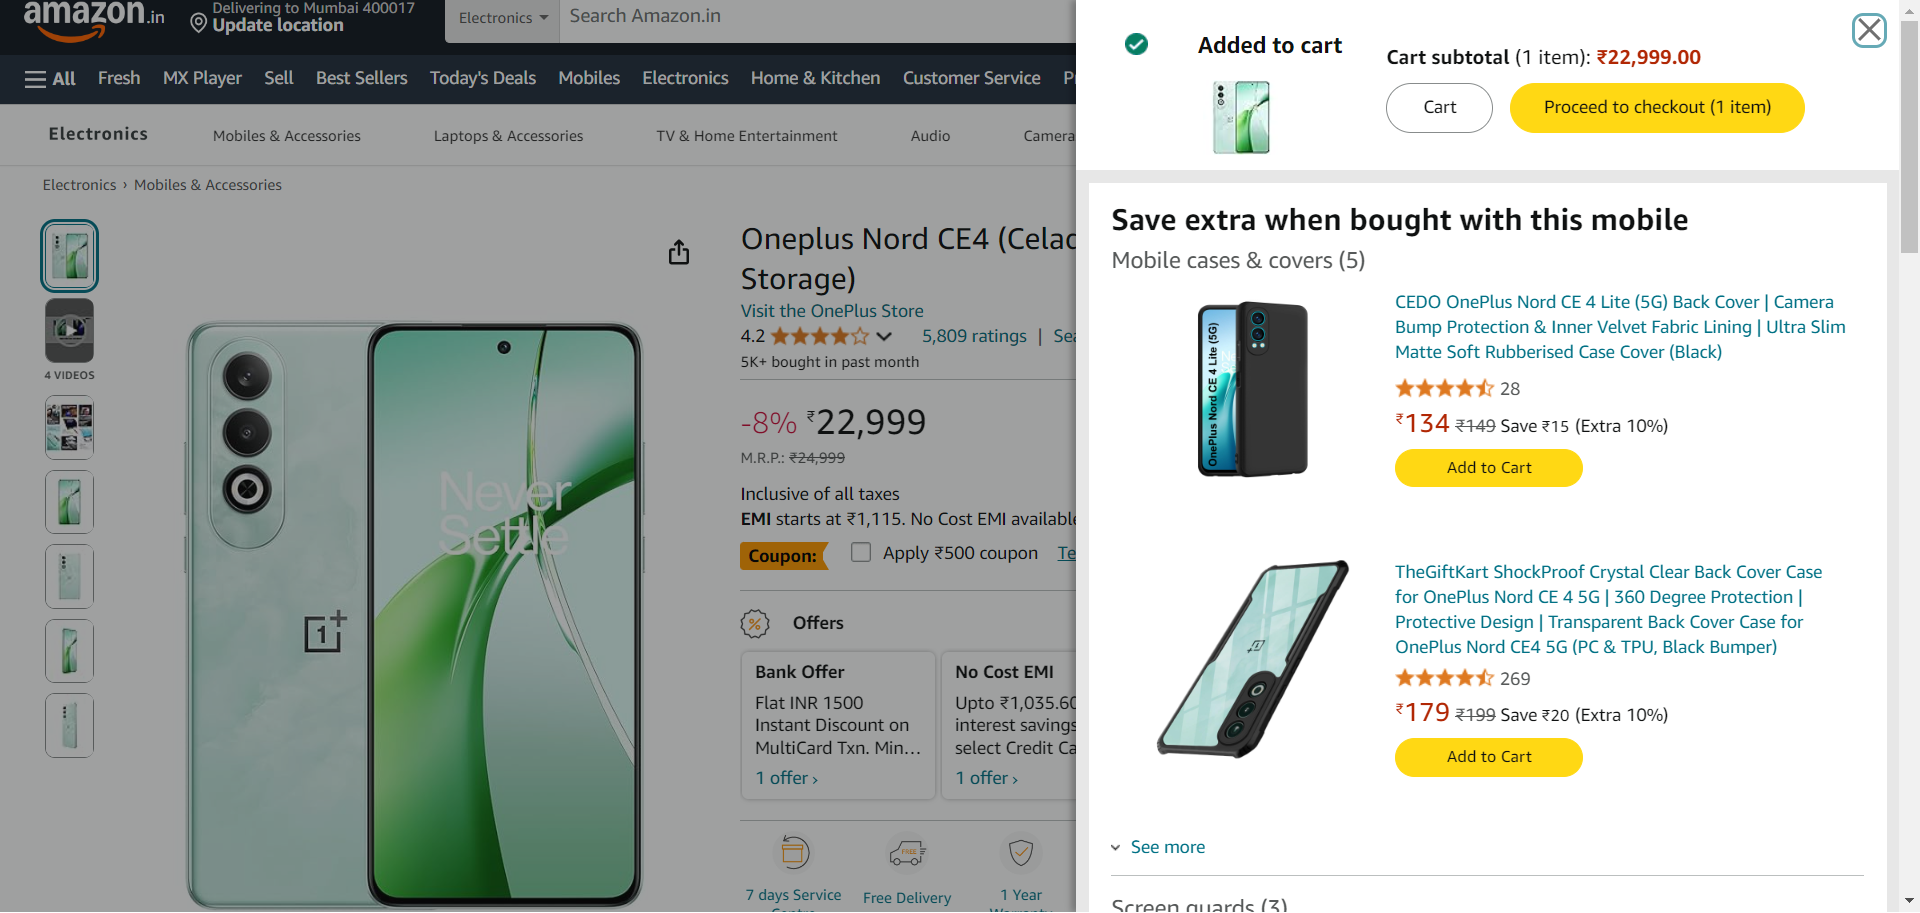 amazon.in
Delivering to Mumbai 400017
Update location
Electronics
Search Amazon.in
All
Fresh
MX Player
Sell
Best Sellers
Today's Deals
Mobiles
Electronics
Home & Kitchen
Customer Service
Electronics
Mobiles & Accessories
Laptops & Accessories
TV & Home Entertainment
Audio
Camera
Electronics › Mobiles & Accessories
4 VIDEOS
Never
Settle
Oneplus Nord CE4 (Celad
Storage)
Visit the OnePlus Store
4.2
5,809 ratings | Sea
5K+ bought in past month
-8% ₹22,999
M.R.P.: ₹24,999
Inclusive of all taxes
EMI starts at ₹1,115. No Cost EMI available
Coupon: Apply ₹500 coupon Te
Offers
Bank Offer
Flat INR 1500
Instant Discount on
MultiCard Txn. Min...
1 offer ›
No Cost EMI
Upto ₹1,035.60
interest savings
select Credit Ca
1 offer ›
7 days Service
FREE
Free Delivery
1 Year
Added to cart
Cart subtotal (1 item): ₹22,999.00
Cart
Proceed to checkout (1 item)
Save extra when bought with this mobile
Mobile cases & covers (5)
OnePlus Nord CE 4 Lite (5G)
CEDO OnePlus Nord CE 4 Lite (5G) Back Cover | Camera
Bump Protection & Inner Velvet Fabric Lining | Ultra Slim
Matte Soft Rubberised Case Cover (Black)
28
₹134 ₹149 Save ₹15 (Extra 10%)
Add to Cart
TheGiftKart ShockProof Crystal Clear Back Cover Case
for OnePlus Nord CE 4 5G | 360 Degree Protection |
Protective Design | Transparent Back Cover Case for
OnePlus Nord CE4 5G (PC & TPU, Black Bumper)
269
₹179 ₹199 Save ₹20 (Extra 10%)
Add to Cart
See more
Screen guards (3)